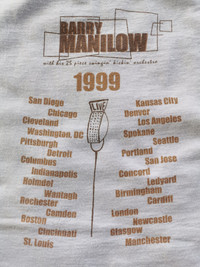 BARRY
MANILOW
with his 25 piece swingin' kickin' orchestra
1999
San Diego
Chicago
Cleveland
Washington, DC
Pittsburgh
Detroit
Columbus
Indianapolis
Holmdel
Wantagh
Rochester
Camden
Boston
Cincinnati
St. Louis
LIVE
Kansas City
Denver
Los Angeles
Spokane
Seattle
Portland
San Jose
Concord
Ledyard
Birmingham
Cardiff
London
Newcastle
Glasgow
Manchester